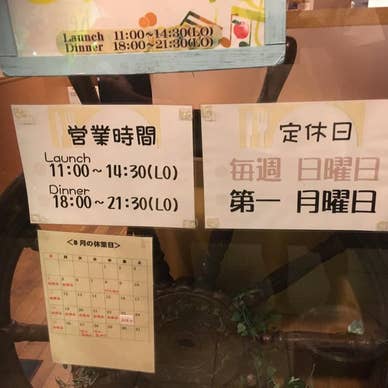 Launch 11:00~14:30(LO)
Dinner 18:00~21:30(LO)
営業時間
Launch
11:00~14:30(LO)
Dinner
18:00~21:30(LO)
定休日
毎週 日曜日
第一 月曜日
<8月の休業日>